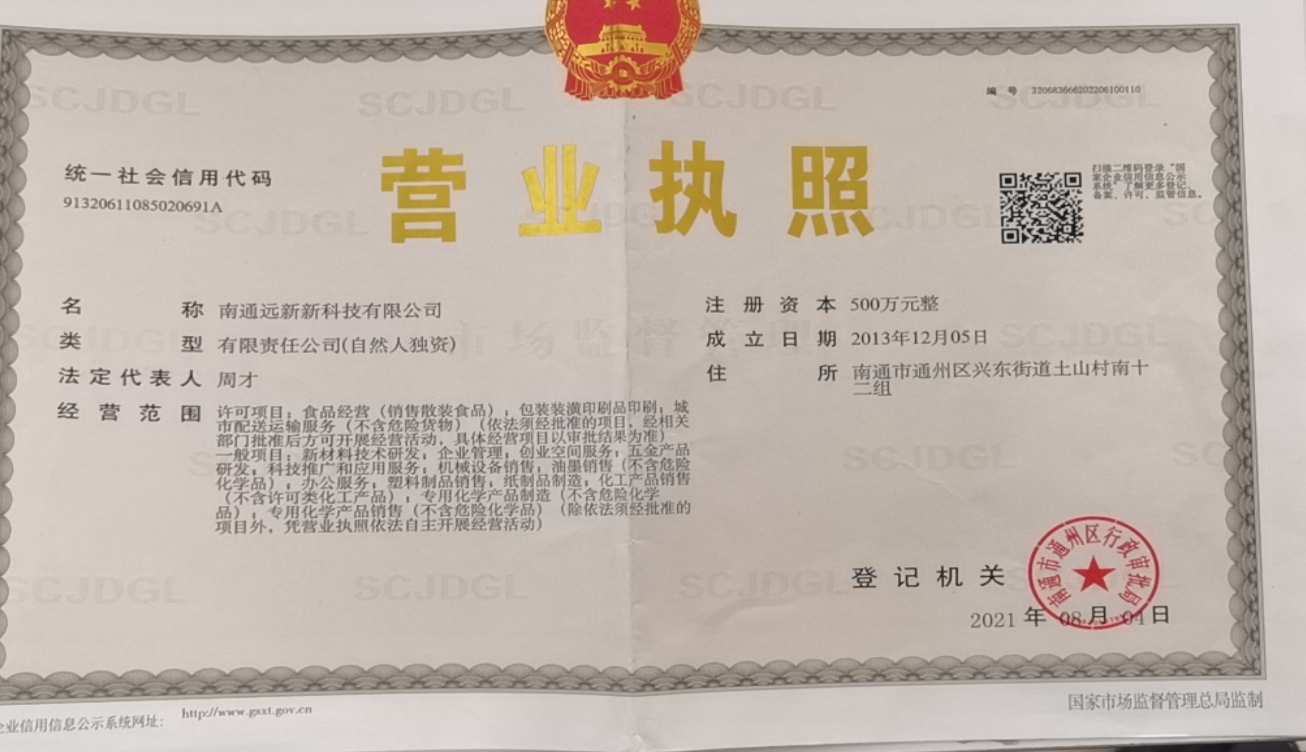 编 号 320683666202206100110
统一社会信用代码
91320611085020691A
营业执照
扫描二维码登录“国
家企业信用信息公示
系统”了解更多登记、
备案、许可、监管信息。
名 称 南通远新新科技有限公司
类 型 有限责任公司(自然人独资)
法定代表人 周才
经营范围 许可项目:食品经营(销售散装食品);包装装潢印刷品印刷;城
市配送运输服务(不含危险货物)(依法须经批准的项目,经相关
部门批准后方可开展经营活动,具体经营项目以审批结果为准)
一般项目:新材料技术研发;企业管理;创业空间服务;五金产品
研发;科技推广和应用服务;机械设备销售;油墨销售(不含危险
化学品);办公服务;塑料制品销售;纸制品制造;化工产品销售
(不含许可类化工产品);专用化学产品制造(不含危险化学
品);专用化学产品销售(不含危险化学品)(除依法须经批准的
项目外,凭营业执照依法自主开展经营活动)
注册资本 500万元整
成立日期 2013年12月05日
住 所 南通市通州区兴东街道土山村南十
二组
登记机关
南通市通州区行政审批局
2021 年 08 月 04 日
企业信用信息公示系统网址:
http://www.gsxt.gov.cn
国家市场监督管理总局监制
SCJDGL
市场监督管理